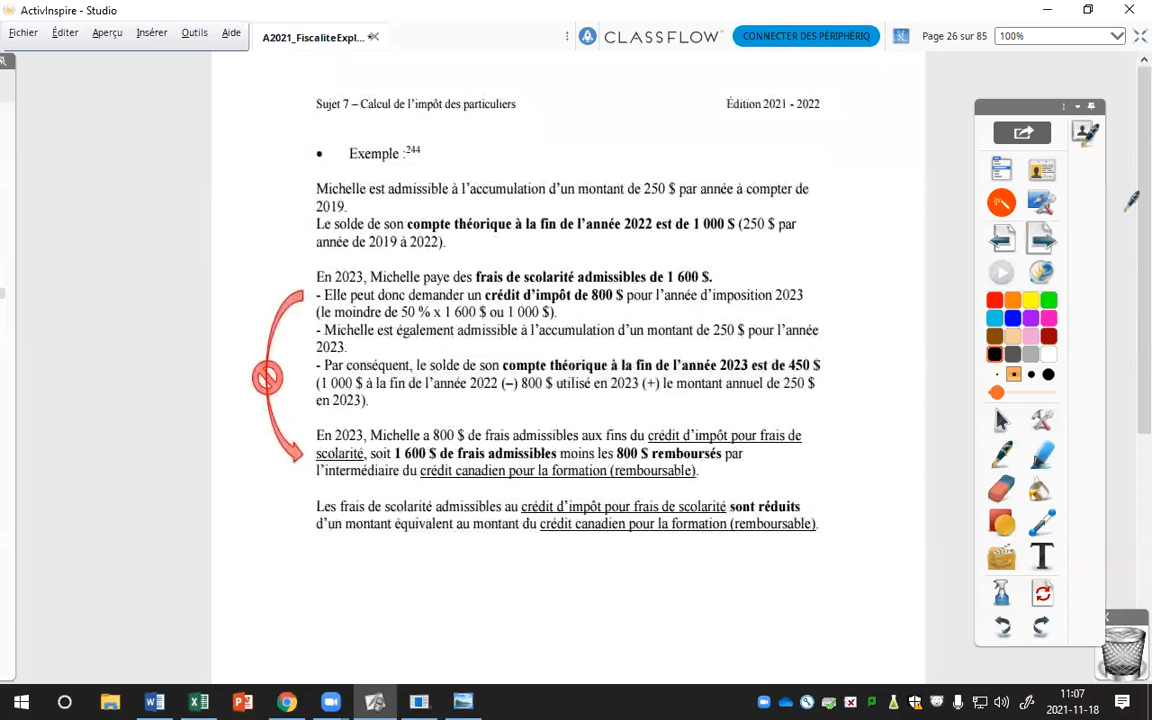 ActivInspire - Studio
Fichier Éditer Aperçu Insérer Outils Aide
A2021_FiscaliteExpl...
CLASSFLOW
CONNECTER DES PÉRIPHÉRIQ
Page 26 sur 85
100%
Sujet 7 – Calcul de l'impôt des particuliers
Édition 2021 - 2022
• Exemple :244
Michelle est admissible à l'accumulation d'un montant de 250 $ par année à compter de
2019.
Le solde de son compte théorique à la fin de l'année 2022 est de 1 000 $ (250 $ par
année de 2019 à 2022).
En 2023, Michelle paye des frais de scolarité admissibles de 1 600 $.
- Elle peut donc demander un crédit d'impôt de 800 $ pour l'année d'imposition 2023
(le moindre de 50 % x 1 600 $ ou 1 000 $).
- Michelle est également admissible à l'accumulation d'un montant de 250 $ pour l'année
2023.
- Par conséquent, le solde de son compte théorique à la fin de l'année 2023 est de 450 $
(1 000 $ à la fin de l'année 2022 (–) 800 $ utilisé en 2023 (+) le montant annuel de 250 $
en 2023).
En 2023, Michelle a 800 $ de frais admissibles aux fins du crédit d'impôt pour frais de
scolarité, soit 1 600 $ de frais admissibles moins les 800 $ remboursés par
l'intermédiaire du crédit canadien pour la formation (remboursable).
Les frais de scolarité admissibles au crédit d'impôt pour frais de scolarité sont réduits
d'un montant équivalent au montant du crédit canadien pour la formation (remboursable).
11:07
2021-11-18